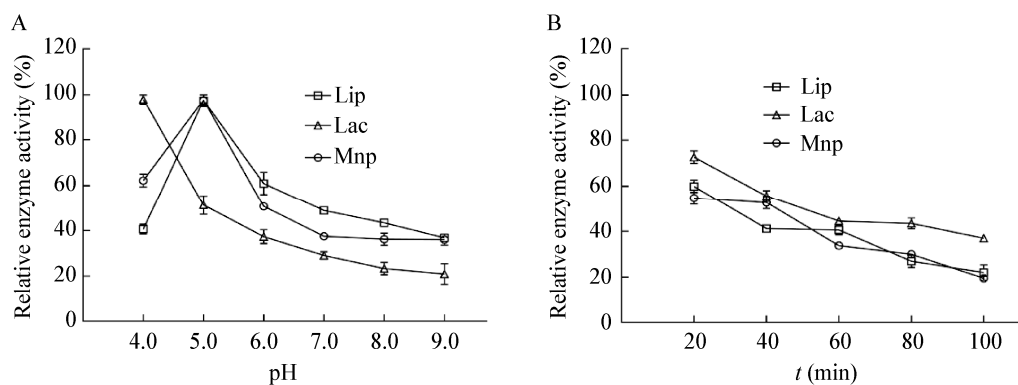 A
Relative enzyme activity (%)
120
100
80
60
40
20
0
Lip
Lac
Mnp
4.0 5.0 6.0 7.0 8.0 9.0
pH
B
Relative enzyme activity (%)
120
100
80
60
40
20
0
Lip
Lac
Mnp
20 40 60 80 100
t (min)